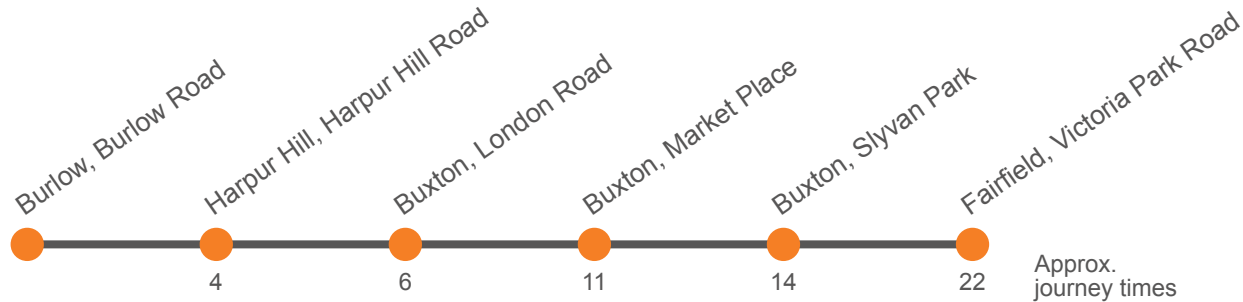 Burlow, Burlow Road
Harpur Hill, Harpur Hill Road
Buxton, London Road
Buxton, Market Place
Buxton, Slyvan Park
Fairfield, Victoria Park Road
4
6
11
14
22
Approx.
journey times